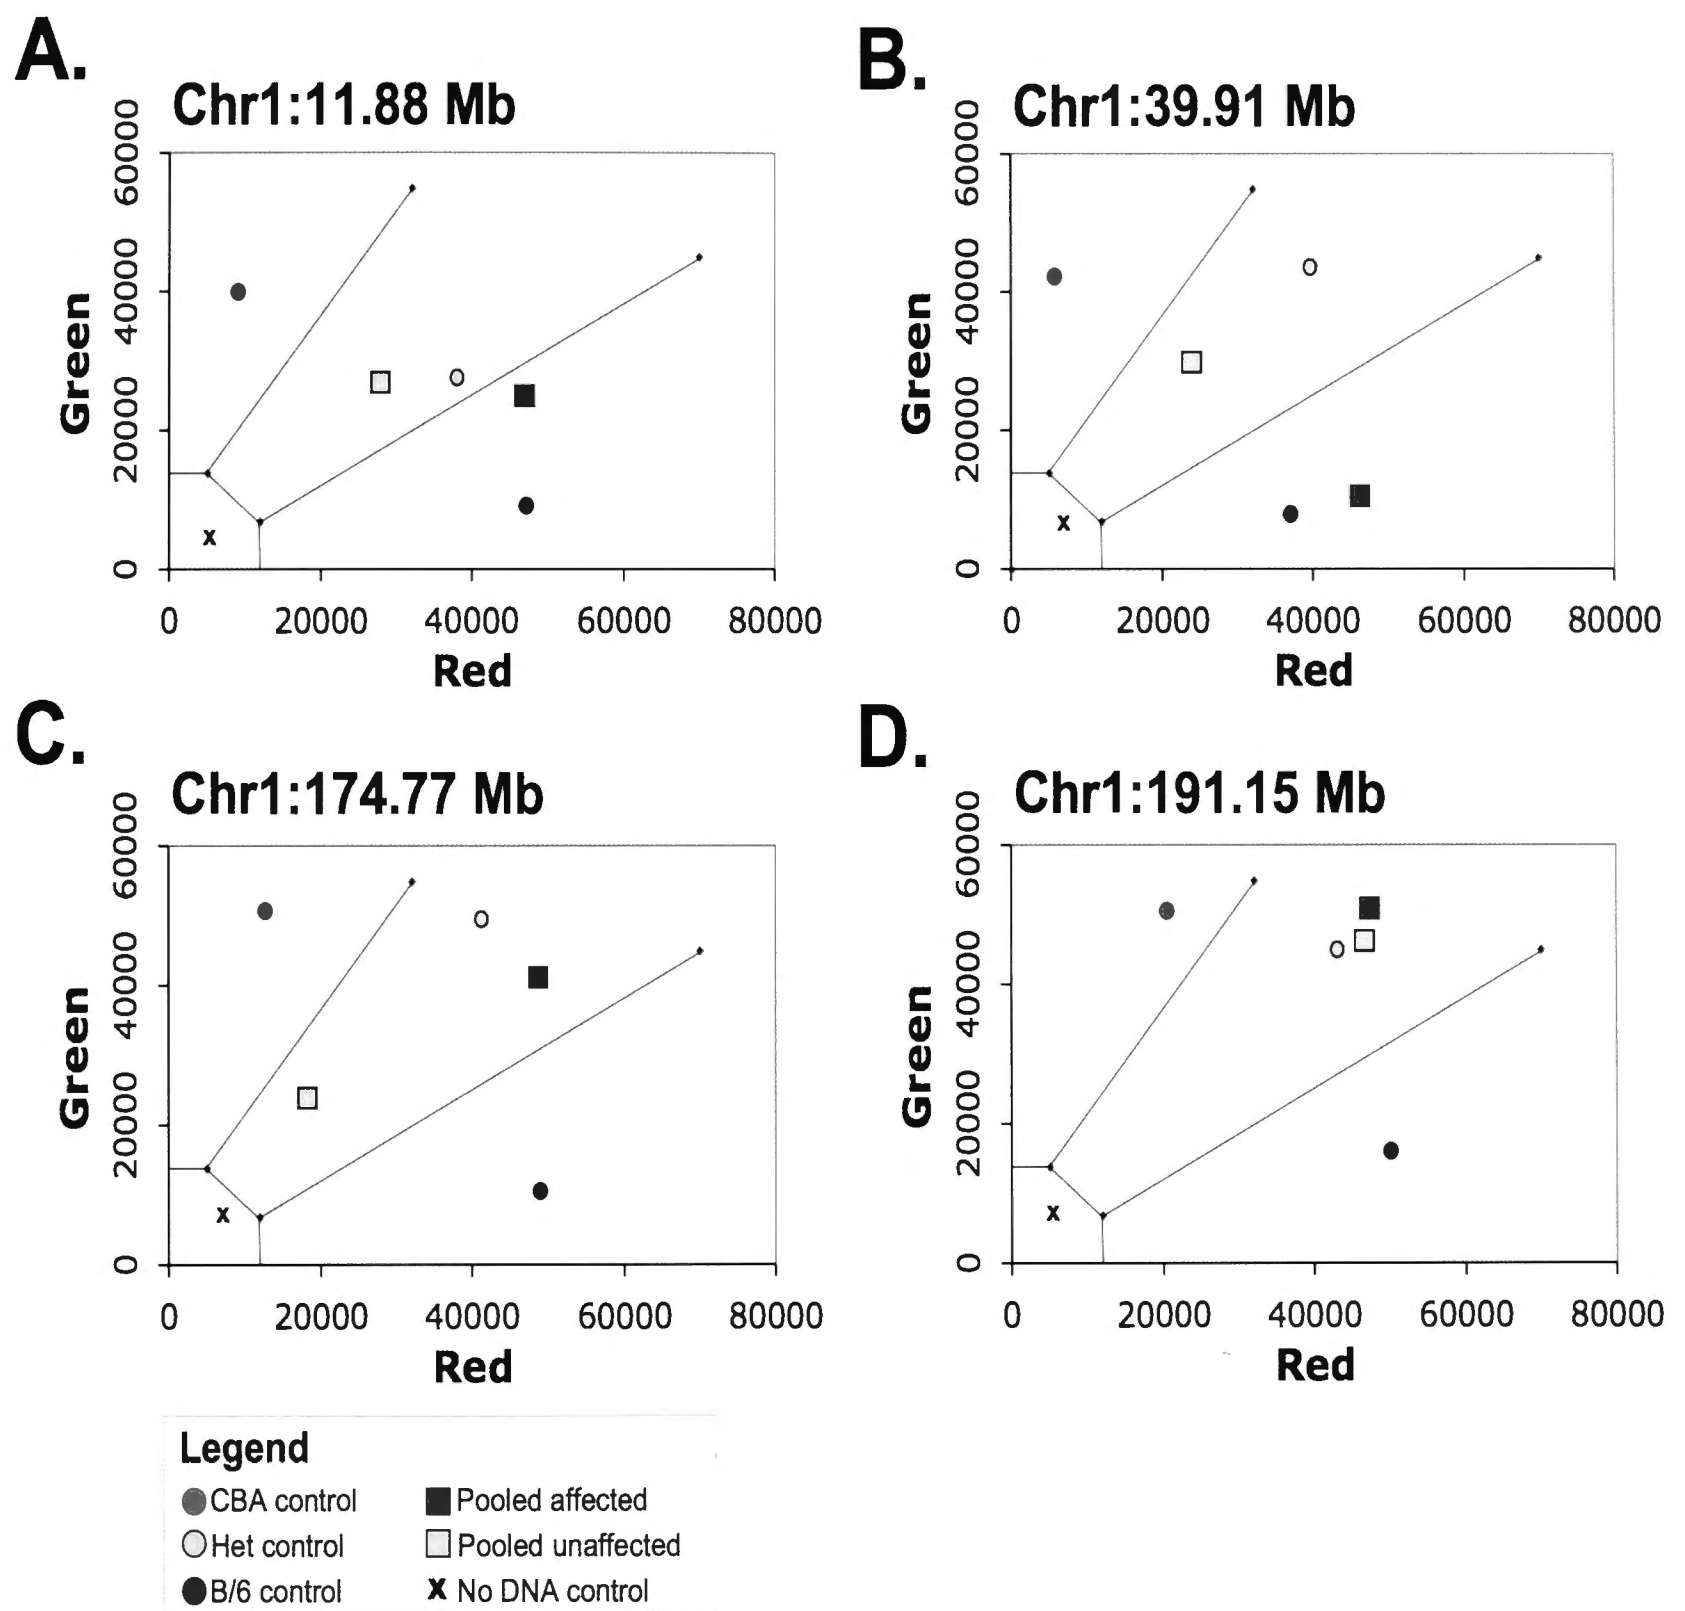 A.
Chr1:11.88 Mb
60000
40000
20000
0
Green
0 20000 40000 60000 80000
Red
x
B.
Chr1:39.91 Mb
60000
40000
20000
0
Green
0 20000 40000 60000 80000
Red
x
C.
Chr1:174.77 Mb
60000
40000
20000
0
Green
0 20000 40000 60000 80000
Red
x
D.
Chr1:191.15 Mb
60000
40000
20000
0
Green
0 20000 40000 60000 80000
Red
x
Legend
CBA control
Pooled affected
Het control
Pooled unaffected
B/6 control
x No DNA control